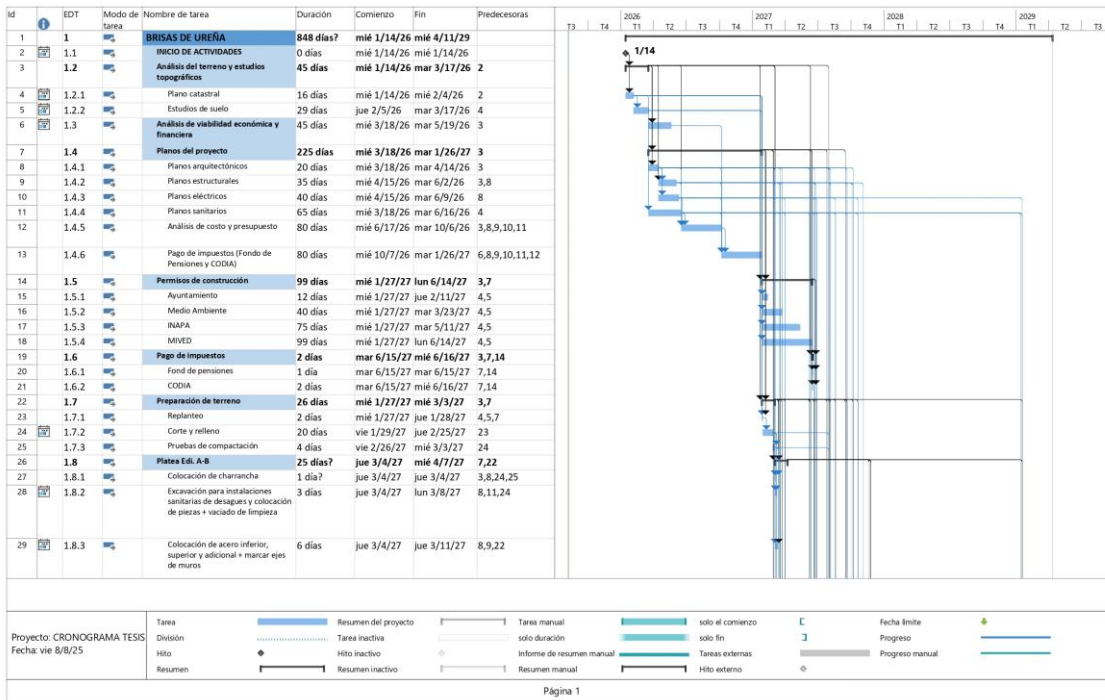 Id EDT Modo de tarea Nombre de tarea Duración Comienzo Fin Predecesoras
2026 2027 2028 2029
T3 T4 T1 T2 T3 T4 T1 T2 T3 T4 T1 T2 T3 T4 T1 T2
1 1 BRISAS DE UREÑA 848 días? mié 1/14/26 mié 4/11/29
2 1.1 INICIO DE ACTIVIDADES 0 días mié 1/14/26 mié 1/14/26
1/14
3 1.2 Análisis del terreno y estudios topográficos 45 días mié 1/14/26 mar 3/17/26 2
4 1.2.1 Plano catastral 16 días mié 1/14/26 mié 2/4/26 2
5 1.2.2 Estudios de suelo 29 días jue 2/5/26 mar 3/17/26 4
6 1.3 Análisis de viabilidad económica y financiera 45 días mié 3/18/26 mar 5/19/26 3
7 1.4 Planos del proyecto 225 días mié 3/18/26 mar 1/26/27 3
8 1.4.1 Planos arquitectónicos 20 días mié 3/18/26 mar 4/14/26 3
9 1.4.2 Planos estructurales 35 días mié 4/15/26 mar 6/2/26 3,8
10 1.4.3 Planos eléctricos 40 días mié 4/15/26 mar 6/9/26 8
11 1.4.4 Planos sanitarios 65 días mié 3/18/26 mar 6/16/26 4
12 1.4.5 Análisis de costo y presupuesto 80 días mié 6/17/26 mar 10/6/26 3,8,9,10,11
13 1.4.6 Pago de impuestos (Fondo de Pensiones y CODIA) 80 días mié 10/7/26 mar 1/26/27 6,8,9,10,11,12
14 1.5 Permisos de construcción 99 días mié 1/27/27 lun 6/14/27 3,7
15 1.5.1 Ayuntamiento 12 días mié 1/27/27 jue 2/11/27 4,5
16 1.5.2 Medio Ambiente 40 días mié 1/27/27 mar 3/23/27 4,5
17 1.5.3 INAPA 75 días mié 1/27/27 mar 5/11/27 4,5
18 1.5.4 MIVED 99 días mié 1/27/27 lun 6/14/27 4,5
19 1.6 Pago de impuestos 2 días mar 6/15/27 mié 6/16/27 3,7,14
20 1.6.1 Fond de pensiones 1 día mar 6/15/27 mar 6/15/27 7,14
21 1.6.2 CODIA 2 días mar 6/15/27 mié 6/16/27 7,14
22 1.7 Preparación de terreno 26 días mié 1/27/27 mié 3/3/27 3,7
23 1.7.1 Replanteo 2 días mié 1/27/27 jue 1/28/27 4,5,7
24 1.7.2 Corte y relleno 20 días vie 1/29/27 jue 2/25/27 23
25 1.7.3 Pruebas de compactación 4 días vie 2/26/27 mié 3/3/27 24
26 1.8 Platea Edi. A-B 25 días? jue 3/4/27 mié 4/7/27 7,22
27 1.8.1 Colocación de charrancha 1 día? jue 3/4/27 jue 3/4/27 3,8,24,25
28 1.8.2 Excavación para instalaciones sanitarias de desagues y colocación de piezas + vaciado de limpieza 3 días jue 3/4/27 lun 3/8/27 8,11,24
29 1.8.3 Colocación de acero inferior, superior y adicional + marcar ejes de muros 6 días jue 3/4/27 jue 3/11/27 8,9,22
Proyecto: CRONOGRAMA TESIS
Fecha: vie 8/8/25
Tarea Resumen del proyecto Tarea manual solo el comienzo Fecha límite
División Tarea inactiva solo duración solo fin Progreso
Hito Hito inactivo Informe de resumen manual Tareas externas Progreso manual
Resumen Resumen inactivo Resumen manual Hito externo
Página 1